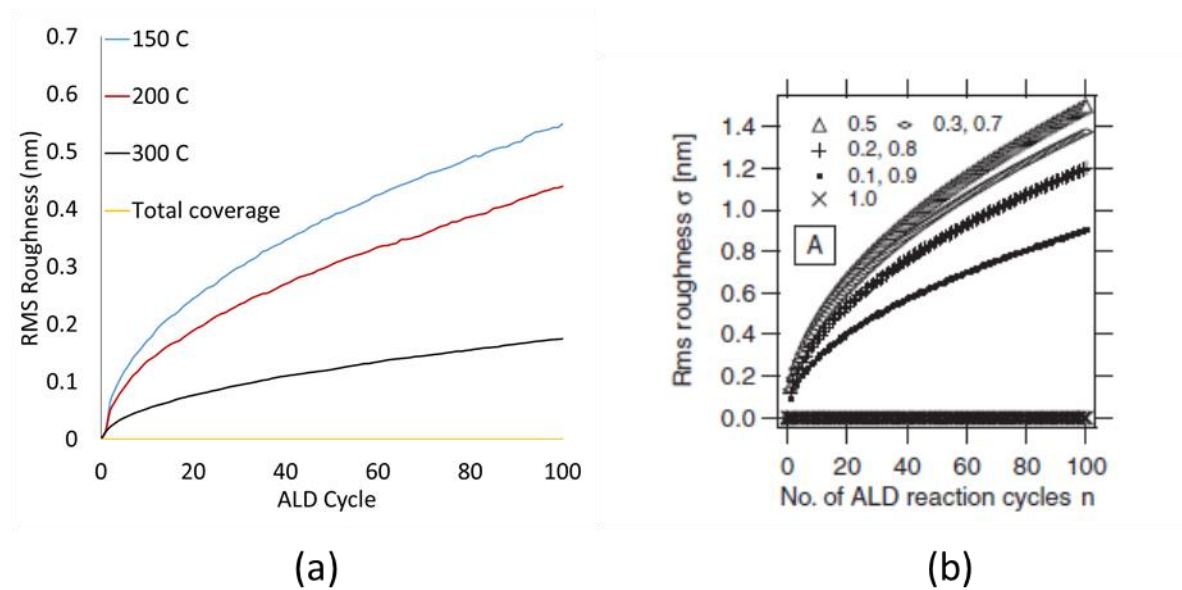 0.7
0.6
0.5
0.4
0.3
0.2
0.1
0
RMS Roughness (nm)
150 C
200 C
300 C
Total coverage
0 20 40 60 80 100
ALD Cycle
(a)
1.4
1.2
1.0
0.8
0.6
0.4
0.2
0.0
Rms roughness σ [nm]
0.5 0.3, 0.7
0.2, 0.8
0.1, 0.9
1.0
A
0 20 40 60 80 100
No. of ALD reaction cycles n
(b)